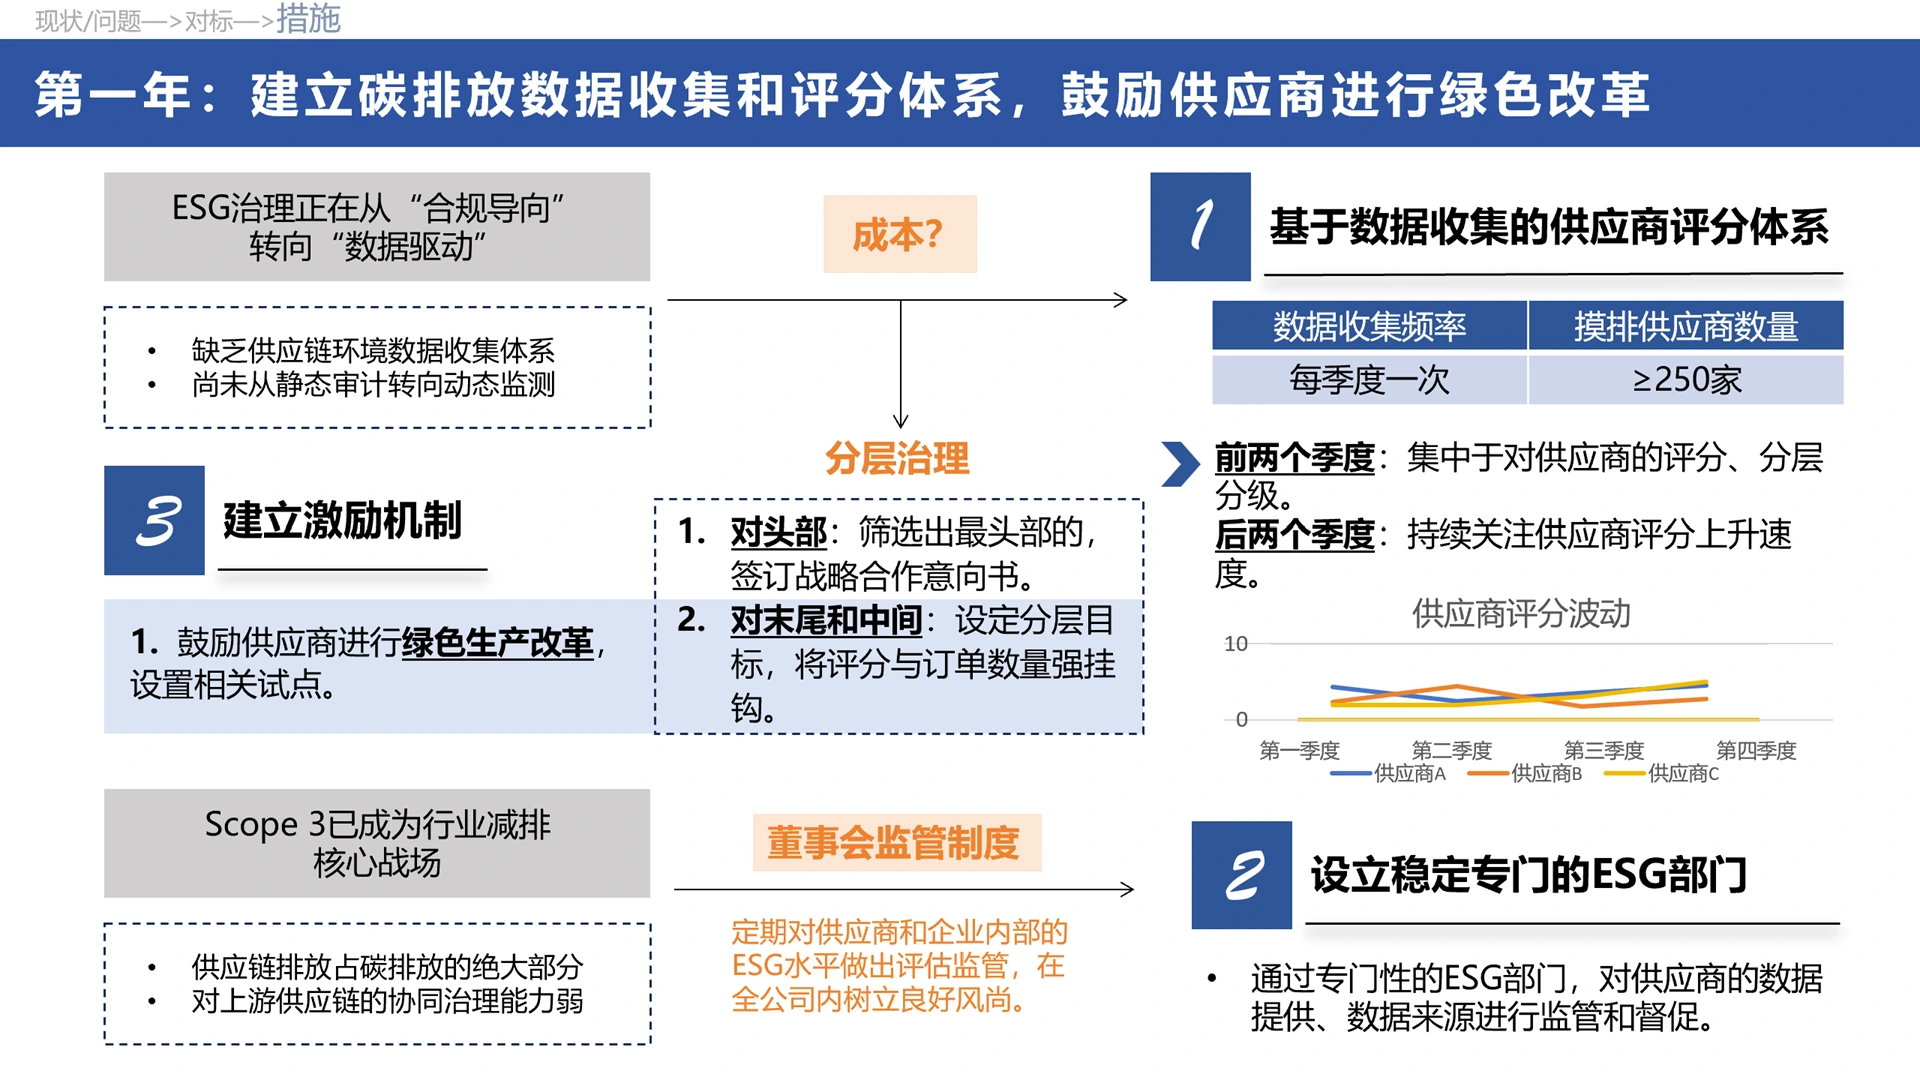 现状/问题—>对标—>措施
第一年：建立碳排放数据收集和评分体系，鼓励供应商进行绿色改革
ESG治理正在从“合规导向”
转向“数据驱动”
• 缺乏供应链环境数据收集体系
• 尚未从静态审计转向动态监测
成本?
分层治理
1. 对头部：筛选出最头部的，
签订战略合作意向书。
2. 对末尾和中间：设定分层目
标，将评分与订单数量强挂
钩。
1
基于数据收集的供应商评分体系
数据收集频率 摸排供应商数量
每季度一次 ≥250家
前两个季度：集中于对供应商的评分、分层
分级。
后两个季度：持续关注供应商评分上升速
度。
供应商评分波动
10
0
第一季度 第二季度 第三季度 第四季度
供应商A 供应商B 供应商C
3
建立激励机制
1. 鼓励供应商进行绿色生产改革，
设置相关试点。
Scope 3已成为行业减排
核心战场
• 供应链排放占碳排放的绝大部分
• 对上游供应链的协同治理能力弱
董事会监管制度
定期对供应商和企业内部的
ESG水平做出评估监管，在
全公司内树立良好风尚。
2
设立稳定专门的ESG部门
• 通过专门性的ESG部门，对供应商的数据
提供、数据来源进行监管和督促。